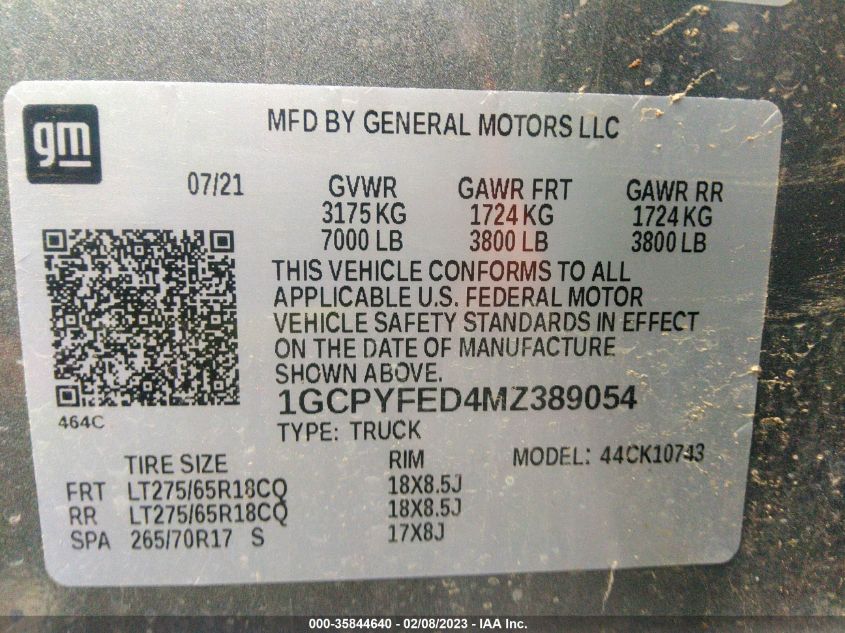 gm
MFD BY GENERAL MOTORS LLC
07/21 GVWR GAWR FRT GAWR RR
3175 KG 1724 KG 1724 KG
7000 LB 3800 LB 3800 LB
THIS VEHICLE CONFORMS TO ALL
APPLICABLE U.S. FEDERAL MOTOR
VEHICLE SAFETY STANDARDS IN EFFECT
ON THE DATE OF MANUFACTURE
SHOWN ABOVE.
464C
1GCPYFED4MZ389054
TYPE: TRUCK
TIRE SIZE RIM MODEL: 44CK10743
FRT LT275/65R18CQ 18X8.5J
RR LT275/65R18CQ 18X8.5J
SPA 265/70R17 S 17X8J
000-35844640 - 02/08/2023 - IAA Inc.